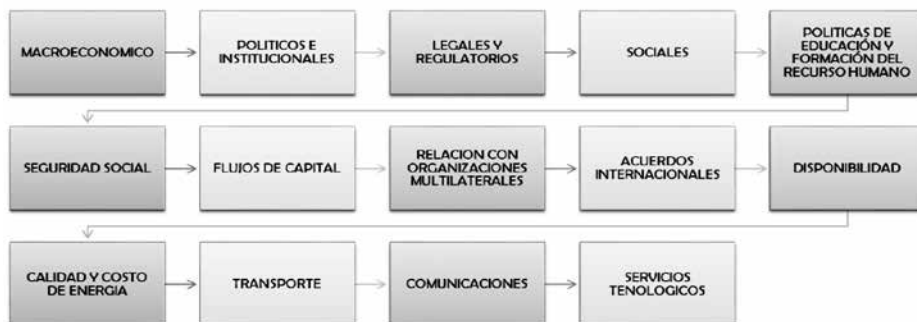 MACROECONOMICO
POLITICOS E
INSTITUCIONALES
LEGALES Y
REGULATORIOS
SOCIALES
POLITICAS DE
EDUCACIÓN Y
FORMACIÓN DEL
RECURSO HUMANO
SEGURIDAD SOCIAL
FLUJOS DE CAPITAL
RELACION CON
ORGANIZACIONES
MULTILATERALES
ACUERDOS
INTERNACIONALES
DISPONIBILIDAD
CALIDAD Y COSTO
DE ENERGIA
TRANSPORTE
COMUNICACIONES
SERVICIOS
TENOLOGICOS